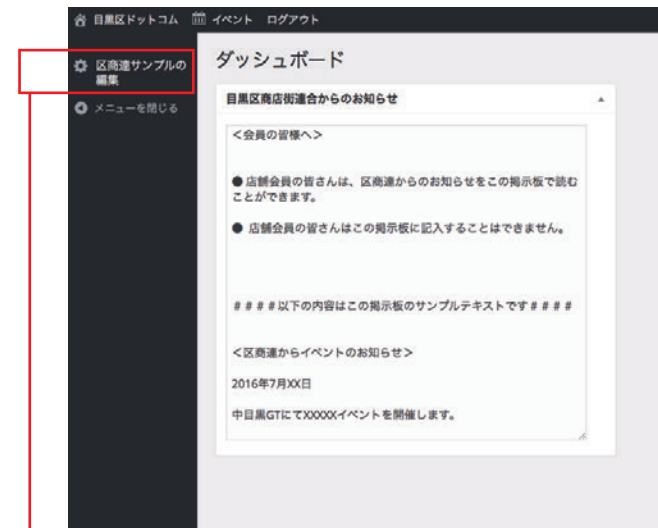 目黒区ドットコム イベント ログアウト
区商連サンプルの
編集
メニューを閉じる
ダッシュボード
目黒区商店街連合からのお知らせ
＜会員の皆様へ＞
● 店舗会員の皆さんは、区商連からのお知らせをこの掲示板で読む
ことができます。
● 店舗会員の皆さんはこの掲示板に記入することはできません。
＃＃＃＃以下の内容はこの掲示板のサンプルテキストです＃＃＃＃
＜区商連からイベントのお知らせ＞
2016年7月XX日
中目黒GTにてXXXXXイベントを開催します。